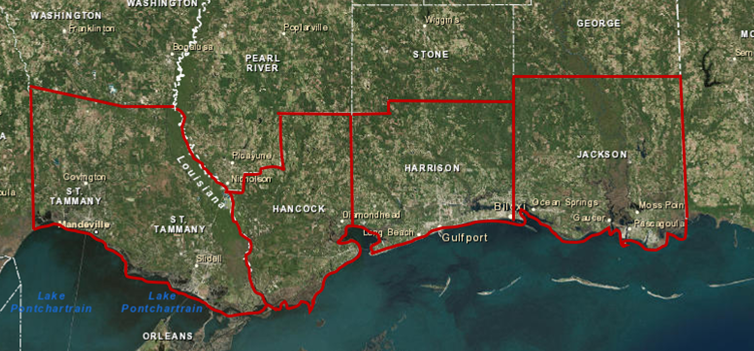 WASHINGTON
WASHINGTON
Franklinton
Bogalusa
Poplarville
PEARL
RIVER
Wiggins
STONE
GEORGE
Covington
ST.
TAMMANY
Mandeville
ST.
TAMMANY
Slidell
Louisiana
Picayune
Nicholson
HANCOCK
Diamondhead
HARRISON
Long Beach
Gulfport
Biloxi
JACKSON
Ocean Springs
Gautier
Moss Point
Pascagoula
Lake
Pontchartrain
Lake
Pontchartrain
ORLEANS